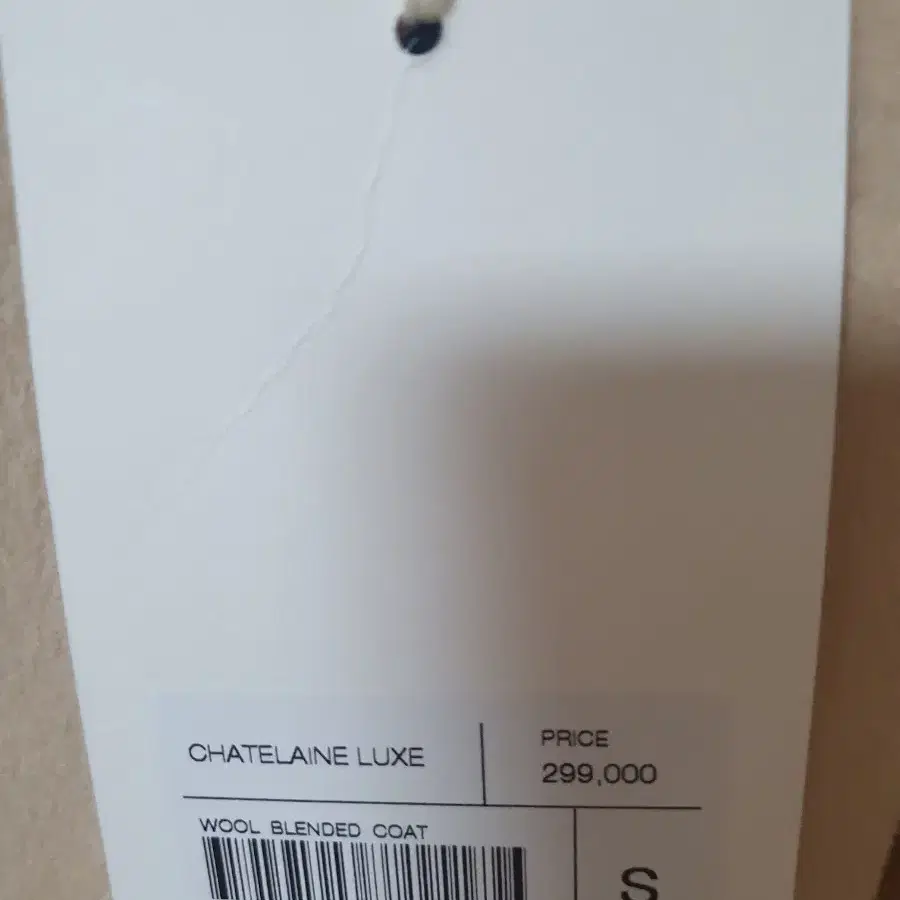 CHATELAINE LUXE
PRICE
299,000
WOOL BLENDED COAT
S